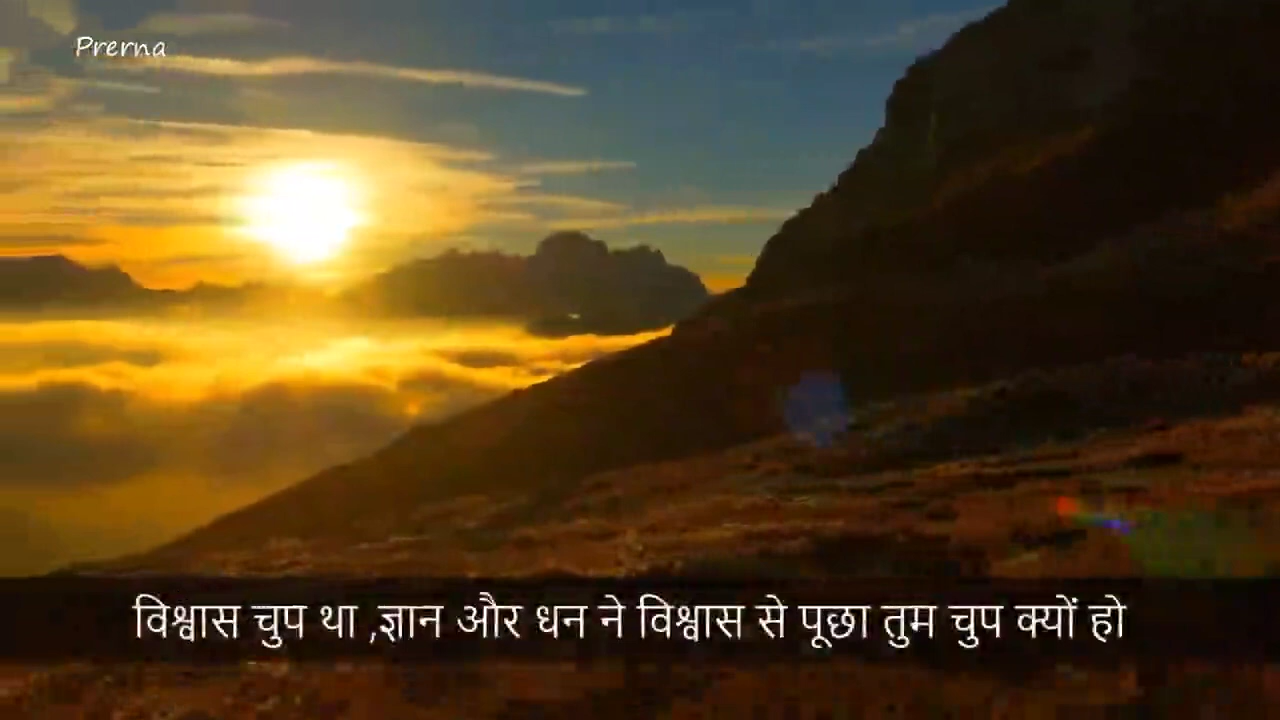 Prerna
विश्वास चुप था ,ज्ञान और धन ने विश्वास से पूछा तुम चुप क्यों हो